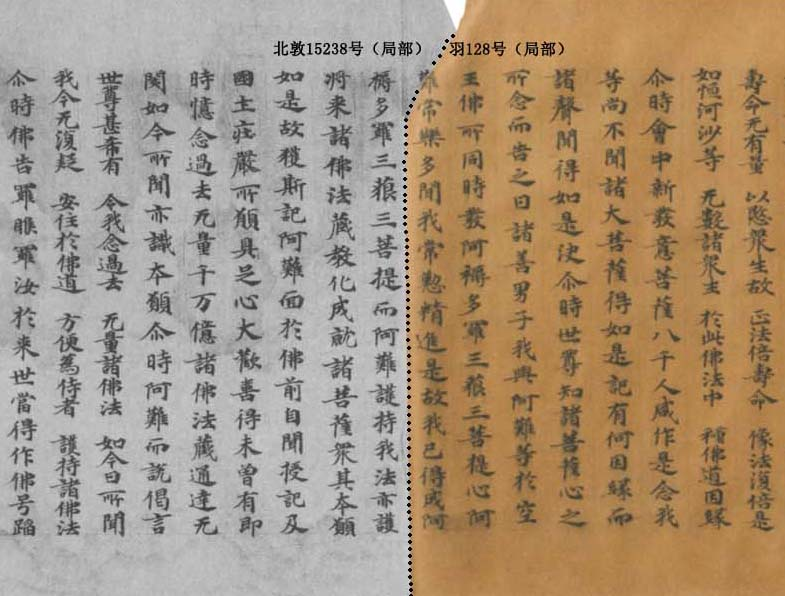 北敦15238号（局部） 羽128号（局部）
壽命无有量 以愍眾生故 正法倍壽命 像法復倍是
如恒河沙等 无數諸眾生 於此佛法中 種佛道因緣
尒時會中新發意菩薩八千人咸作是念我
等尚不聞諸大菩薩得如是記有何因緣而
諸聲聞得如是決尒時世尊知諸菩薩心之
所念而告之曰諸善男子我與阿難等於空
王佛所同時發阿耨多羅三藐三菩提心阿
難常樂多聞我常懃精進是故我已得成阿
耨多羅三藐三菩提而阿難護持我法亦護
將来諸佛法藏教化成就諸菩薩眾其本願
如是故獲斯記阿難面於佛前自聞授記及
國土莊嚴所願具足心大歡喜得未曾有即
時憶念過去无量千万億諸佛法藏通達无
閡如今所聞亦識本願尒時阿難而說偈言
世尊甚希有 令我念過去 无量諸佛法 如今日所聞
我今无復疑 安住於佛道 方便為侍者 護持諸佛法
尒時佛告羅睺羅汝於来世當得作佛号蹈